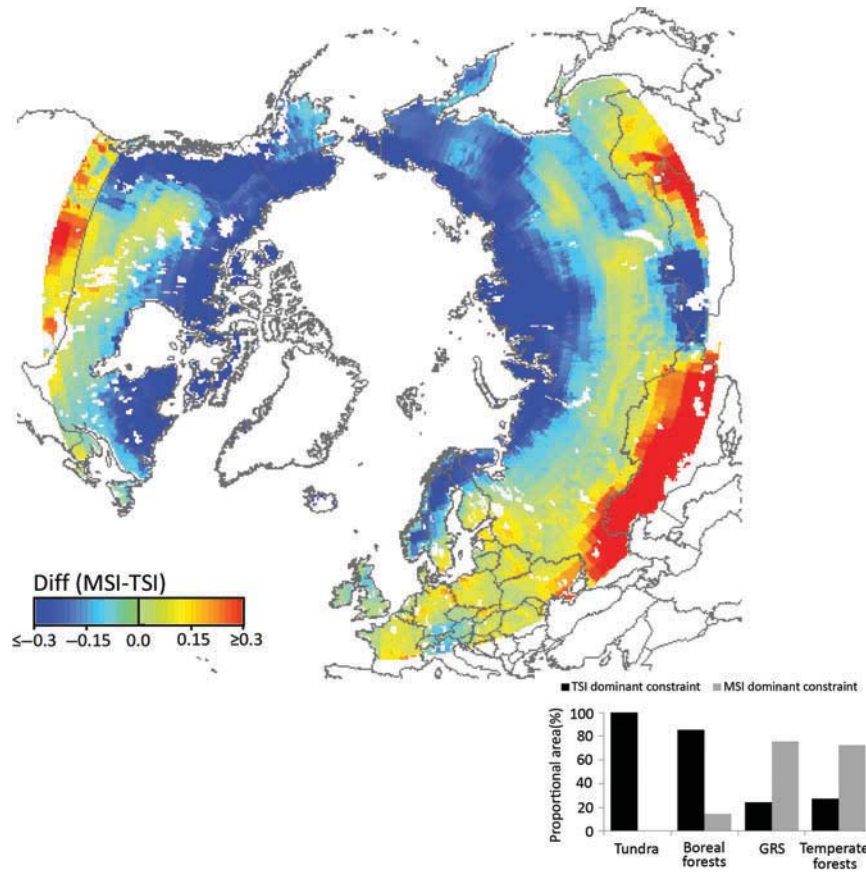 Diff (MSI-TSI)
≤−0.3 −0.15 0.0 0.15 ≥0.3
TSI dominant constraint MSI dominant constraint
Proportional area(%)
100
80
60
40
20
0
Tundra Boreal forests GRS Temperate forests